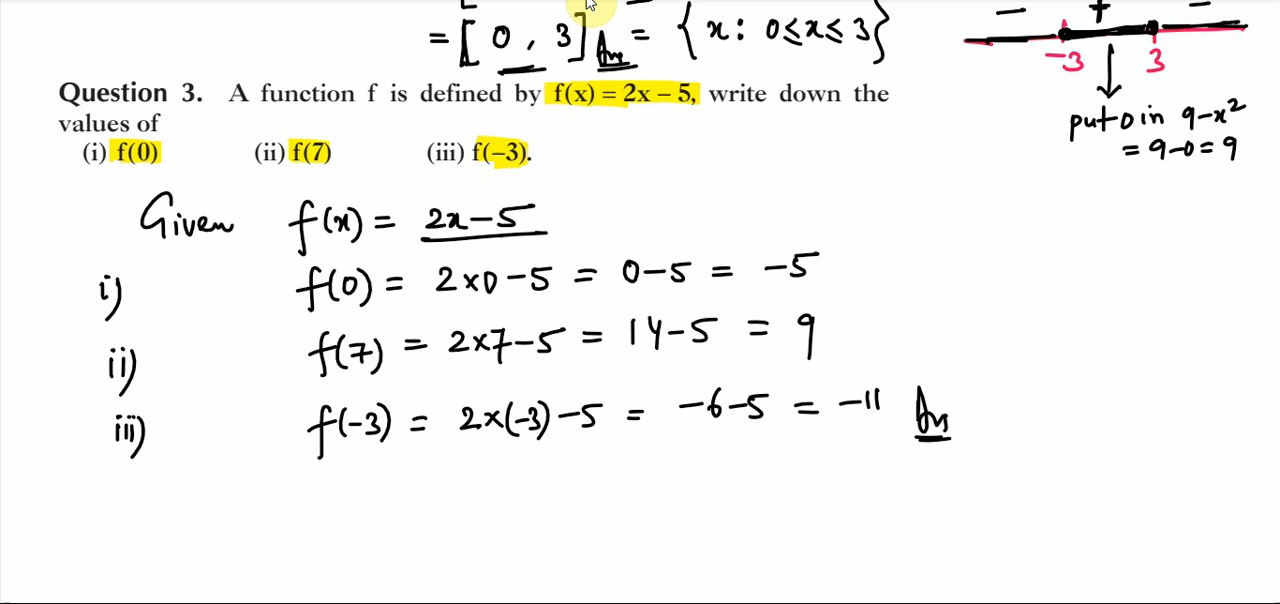 = [0, 3] Ans = {x: 0≤x≤3}
− + −
−3 3
put 0 in 9−x²
= 9−0 = 9
Question 3. A function f is defined by f(x) = 2x – 5, write down the
values of
(i) f(0) (ii) f(7) (iii) f(–3).
Given f(x) = 2x−5
i) f(0) = 2×0−5 = 0−5 = −5
ii) f(7) = 2×7−5 = 14−5 = 9
iii) f(−3) = 2×(−3)−5 = −6−5 = −11 Ans